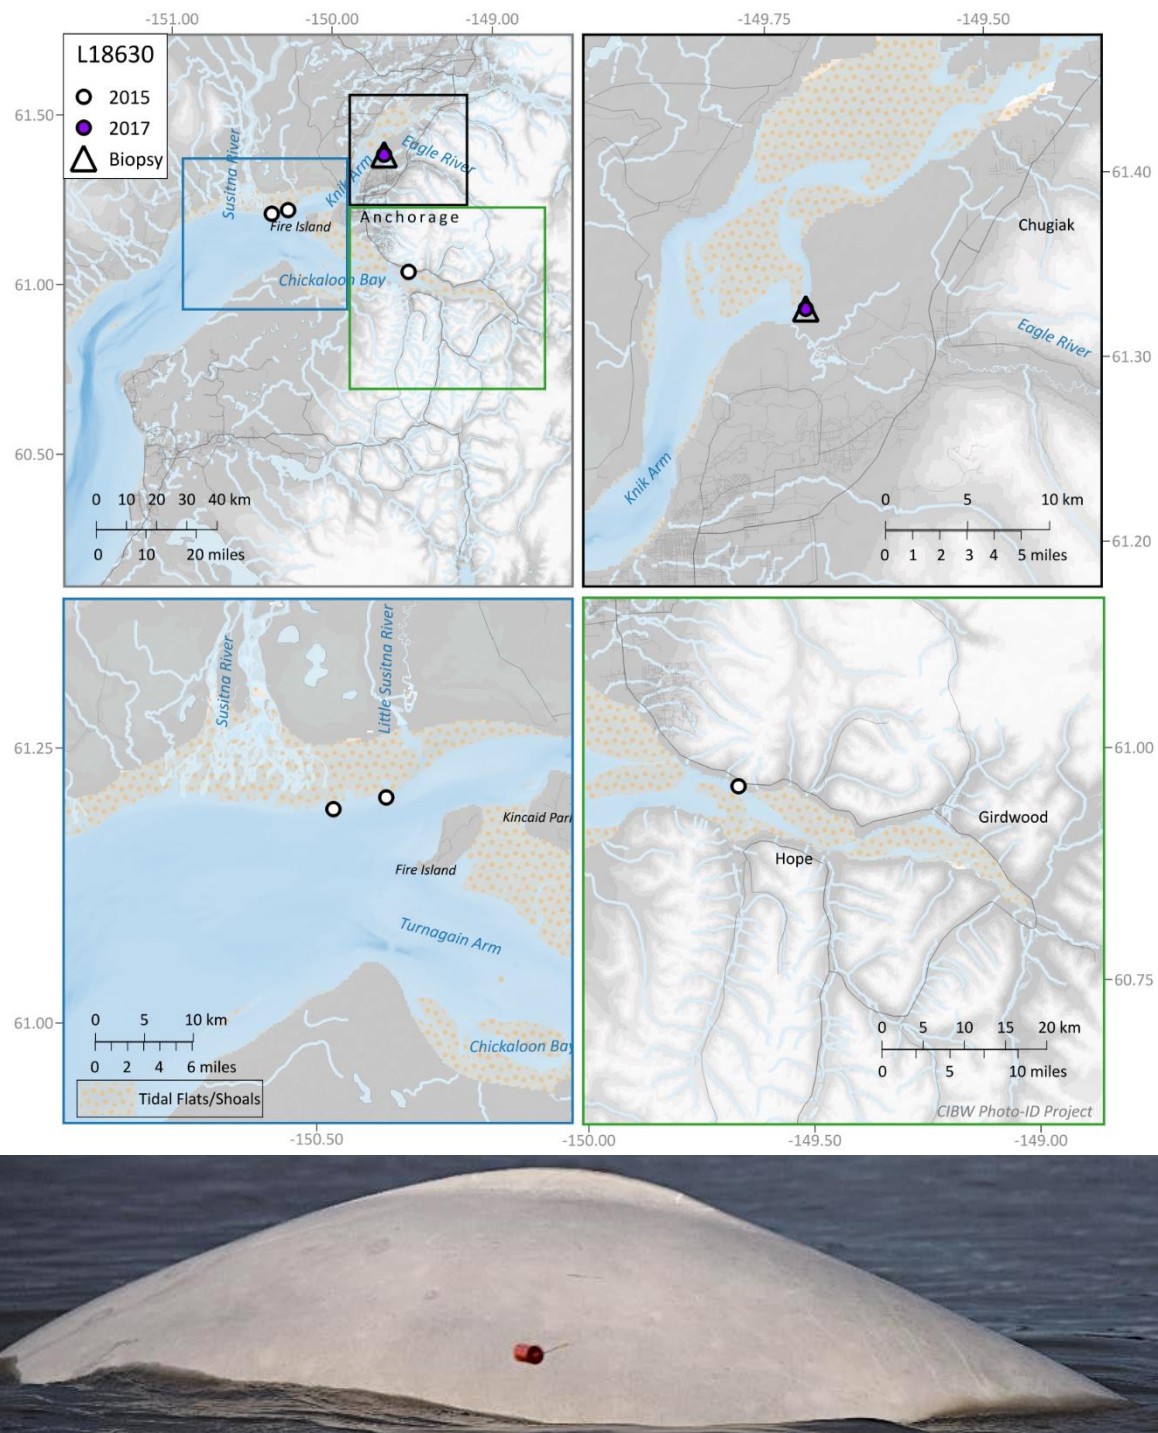 -151.00 -150.00 -149.00
-149.75 -149.50
L18630
2015
2017
Biopsy
61.50
61.00
60.50
Susitna River
Knik Arm
Eagle River
Anchorage
Fire Island
Chickaloon Bay
0 10 20 30 40 km
0 10 20 miles
61.40
61.30
61.20
Chugiak
Eagle River
Knik Arm
0 5 10 km
0 1 2 3 4 5 miles
Susitna River
Little Susitna River
61.25
61.00
Kincaid Par
Fire Island
Turnagain Arm
Chickaloon Bay
0 5 10 km
0 2 4 6 miles
Tidal Flats/Shoals
-150.50
61.00
60.75
Girdwood
Hope
0 5 10 15 20 km
0 5 10 miles
CIBW Photo-ID Project
-150.00 -149.50 -149.00